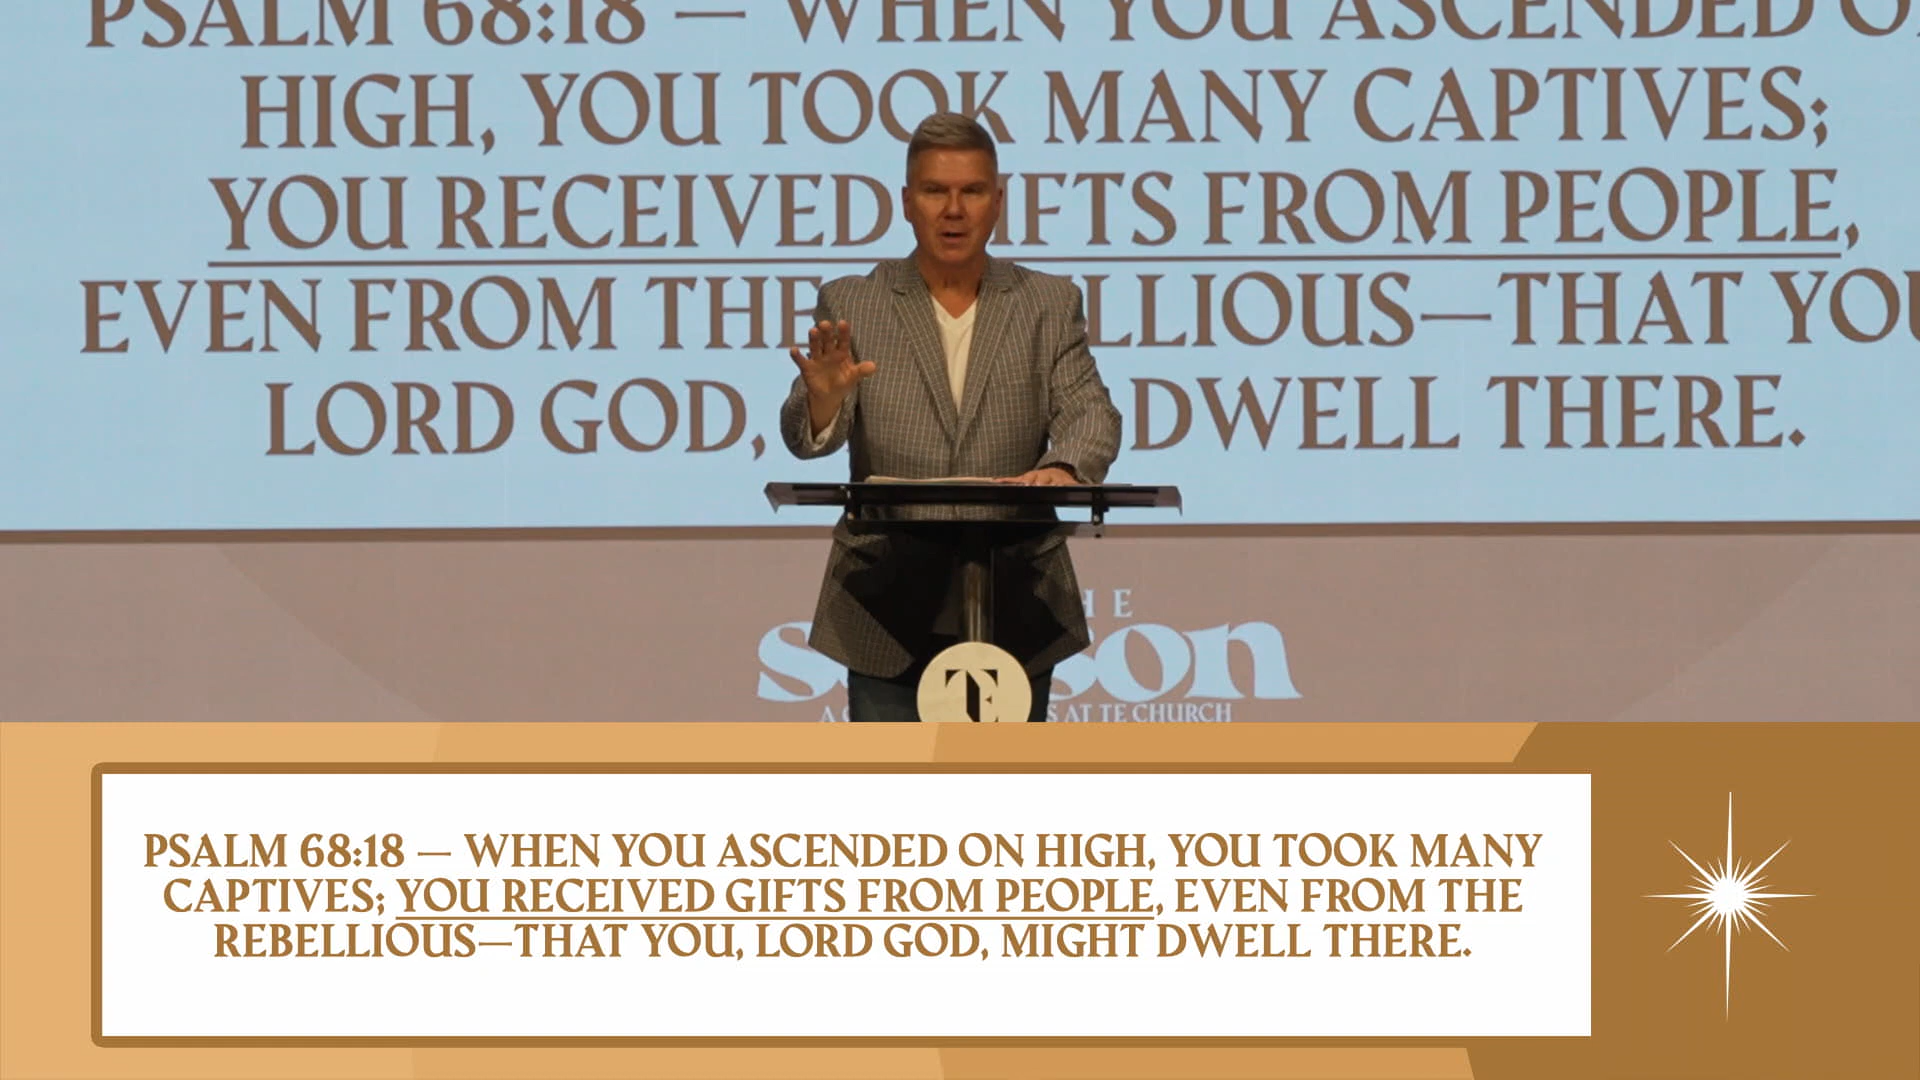 PSALM 68:18 — WHEN YOU ASCENDED O
HIGH, YOU TOOK MANY CAPTIVES;
YOU RECEIVED IFTS FROM PEOPLE,
EVEN FROM THE LLIOUS—THAT YOU
LORD GOD, DWELL THERE.
HE
S SON
A S AT TE CHURCH
TE
PSALM 68:18 — WHEN YOU ASCENDED ON HIGH, YOU TOOK MANY
CAPTIVES; YOU RECEIVED GIFTS FROM PEOPLE, EVEN FROM THE
REBELLIOUS—THAT YOU, LORD GOD, MIGHT DWELL THERE.